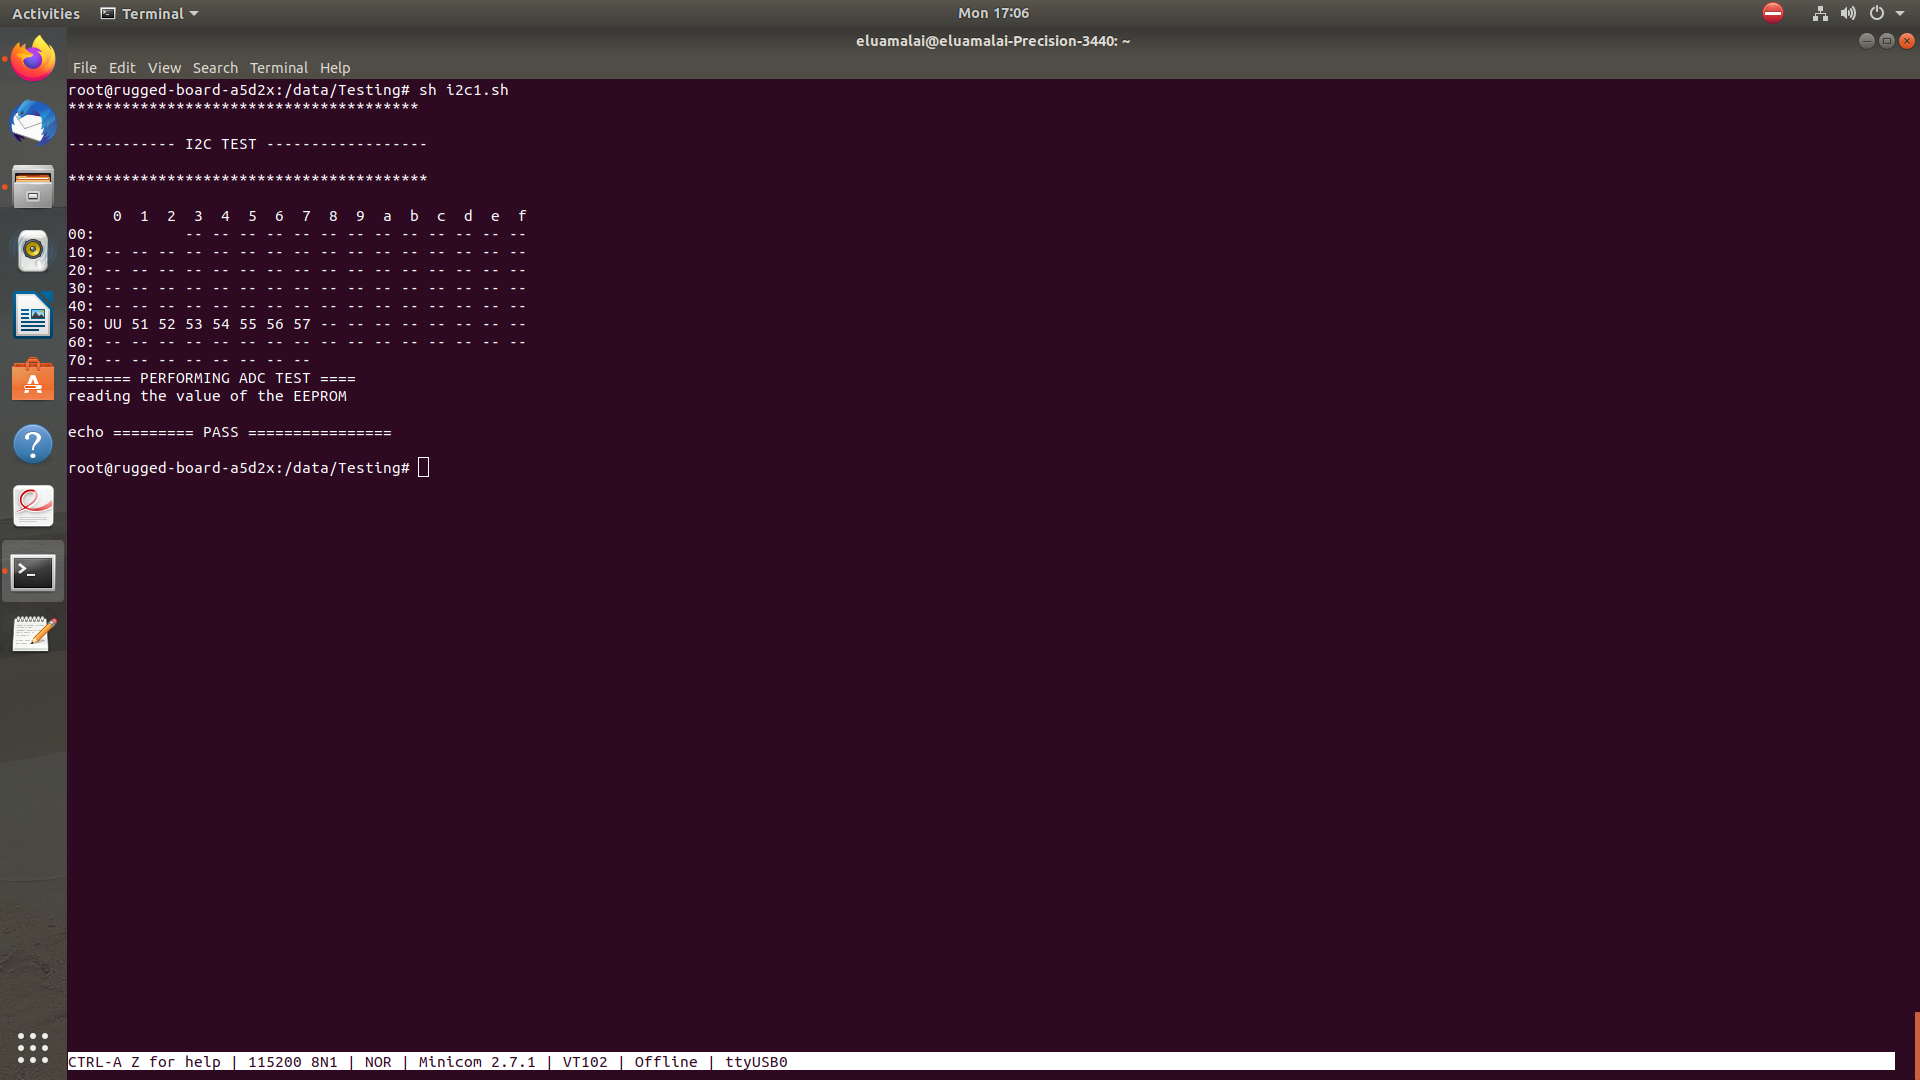 Activities Terminal Mon 17:06
eluamalai@eluamalai-Precision-3440: ~
File Edit View Search Terminal Help
root@rugged-board-a5d2x:/data/Testing# sh i2c1.sh
***************************************
------------ I2C TEST ------------------
****************************************
     0  1  2  3  4  5  6  7  8  9  a  b  c  d  e  f
00:          -- -- -- -- -- -- -- -- -- -- -- -- --
10: -- -- -- -- -- -- -- -- -- -- -- -- -- -- -- --
20: -- -- -- -- -- -- -- -- -- -- -- -- -- -- -- --
30: -- -- -- -- -- -- -- -- -- -- -- -- -- -- -- --
40: -- -- -- -- -- -- -- -- -- -- -- -- -- -- -- --
50: UU 51 52 53 54 55 56 57 -- -- -- -- -- -- -- --
60: -- -- -- -- -- -- -- -- -- -- -- -- -- -- -- --
70: -- -- -- -- -- -- -- --
======= PERFORMING ADC TEST ====
reading the value of the EEPROM
echo ========= PASS ================
root@rugged-board-a5d2x:/data/Testing#
CTRL-A Z for help | 115200 8N1 | NOR | Minicom 2.7.1 | VT102 | Offline | ttyUSB0